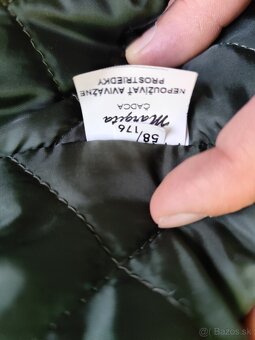 176
58/
Margita
ČADCA
NEPOUŽÍVAŤ AVIVÁŽNE
PROSTRIEDKY
© bazos.sk